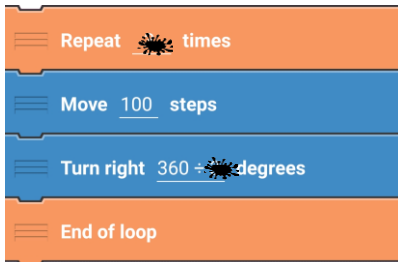 Repeat times
Move 100 steps
Turn right 360 ÷ degrees
End of loop